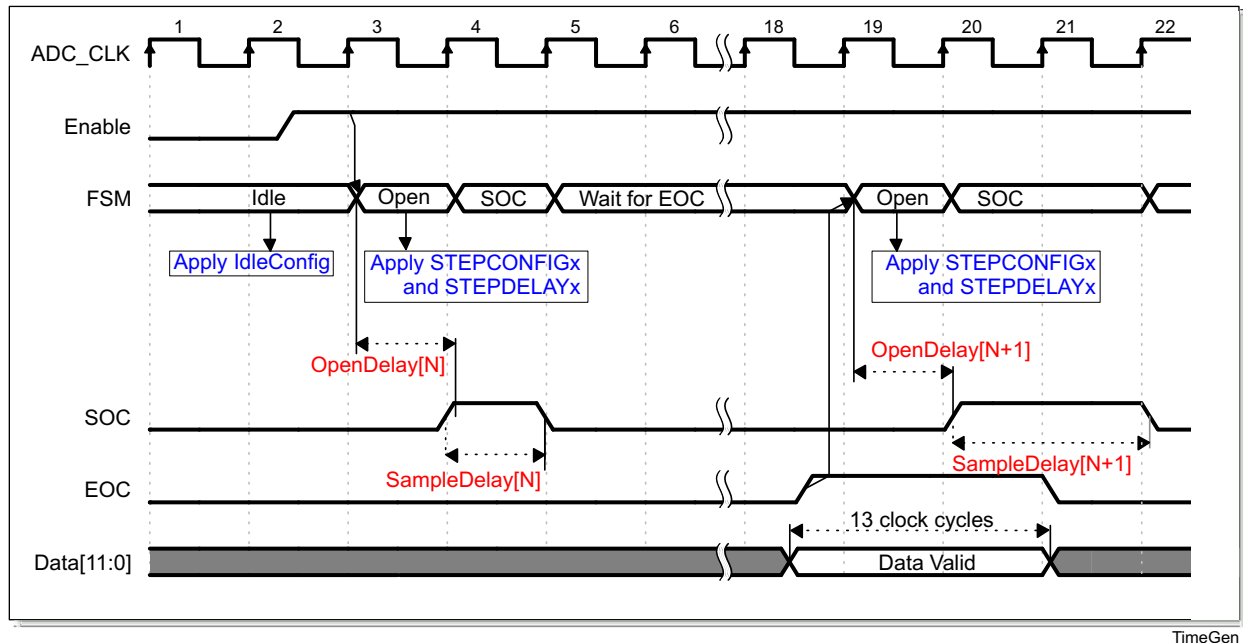 1 2 3 4 5 6 18 19 20 21 22
ADC_CLK
Enable
FSM Idle Open SOC Wait for EOC Open SOC
Apply IdleConfig
Apply STEPCONFIGx
and STEPDELAYx
Apply STEPCONFIGx
and STEPDELAYx
OpenDelay[N]
OpenDelay[N+1]
SOC
SampleDelay[N]
SampleDelay[N+1]
EOC
13 clock cycles
Data[11:0] Data Valid
TimeGen